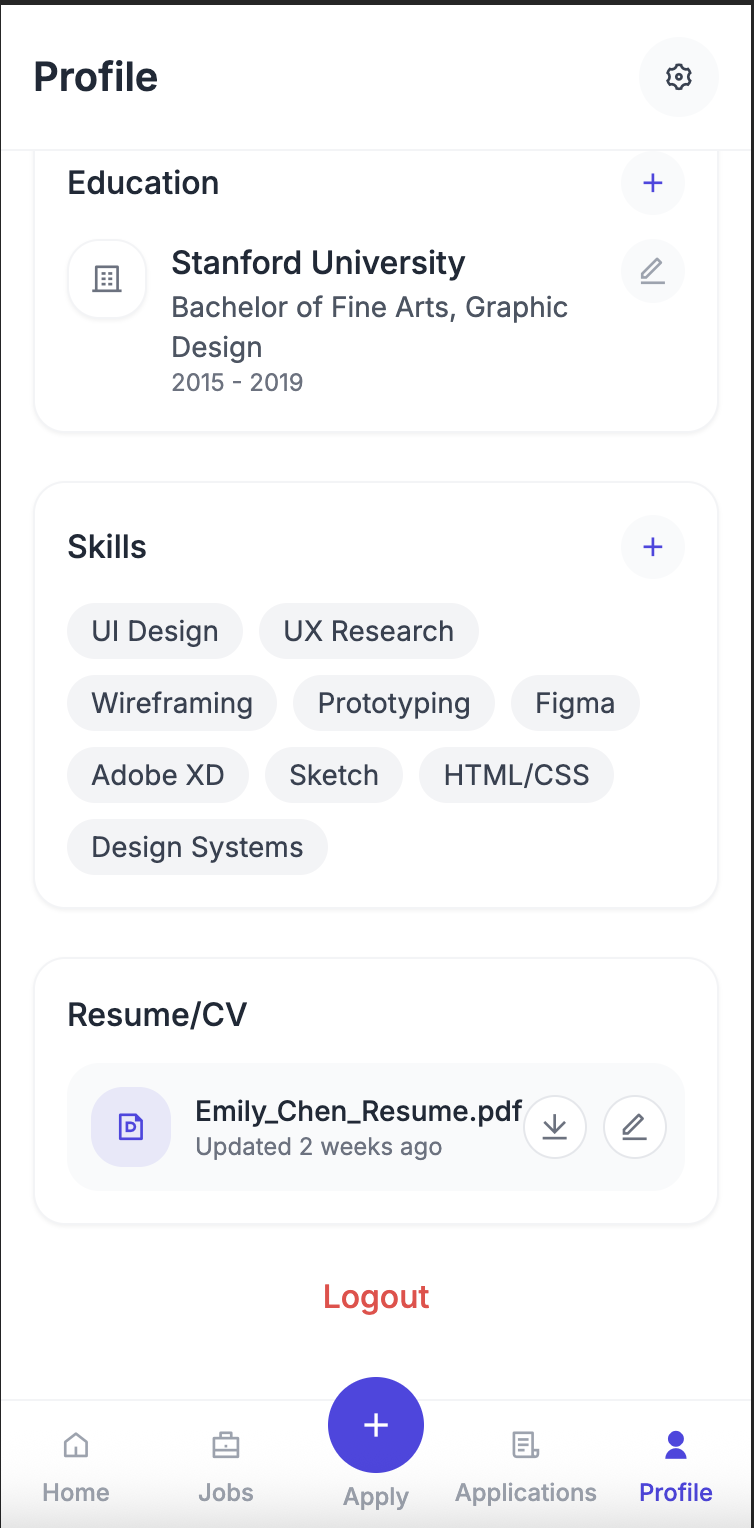 Profile
Education
Stanford University
Bachelor of Fine Arts, Graphic
Design
2015 - 2019
Skills
UI Design UX Research
Wireframing Prototyping Figma
Adobe XD Sketch HTML/CSS
Design Systems
Resume/CV
Emily_Chen_Resume.pdf
Updated 2 weeks ago
Logout
Home Jobs Apply Applications Profile